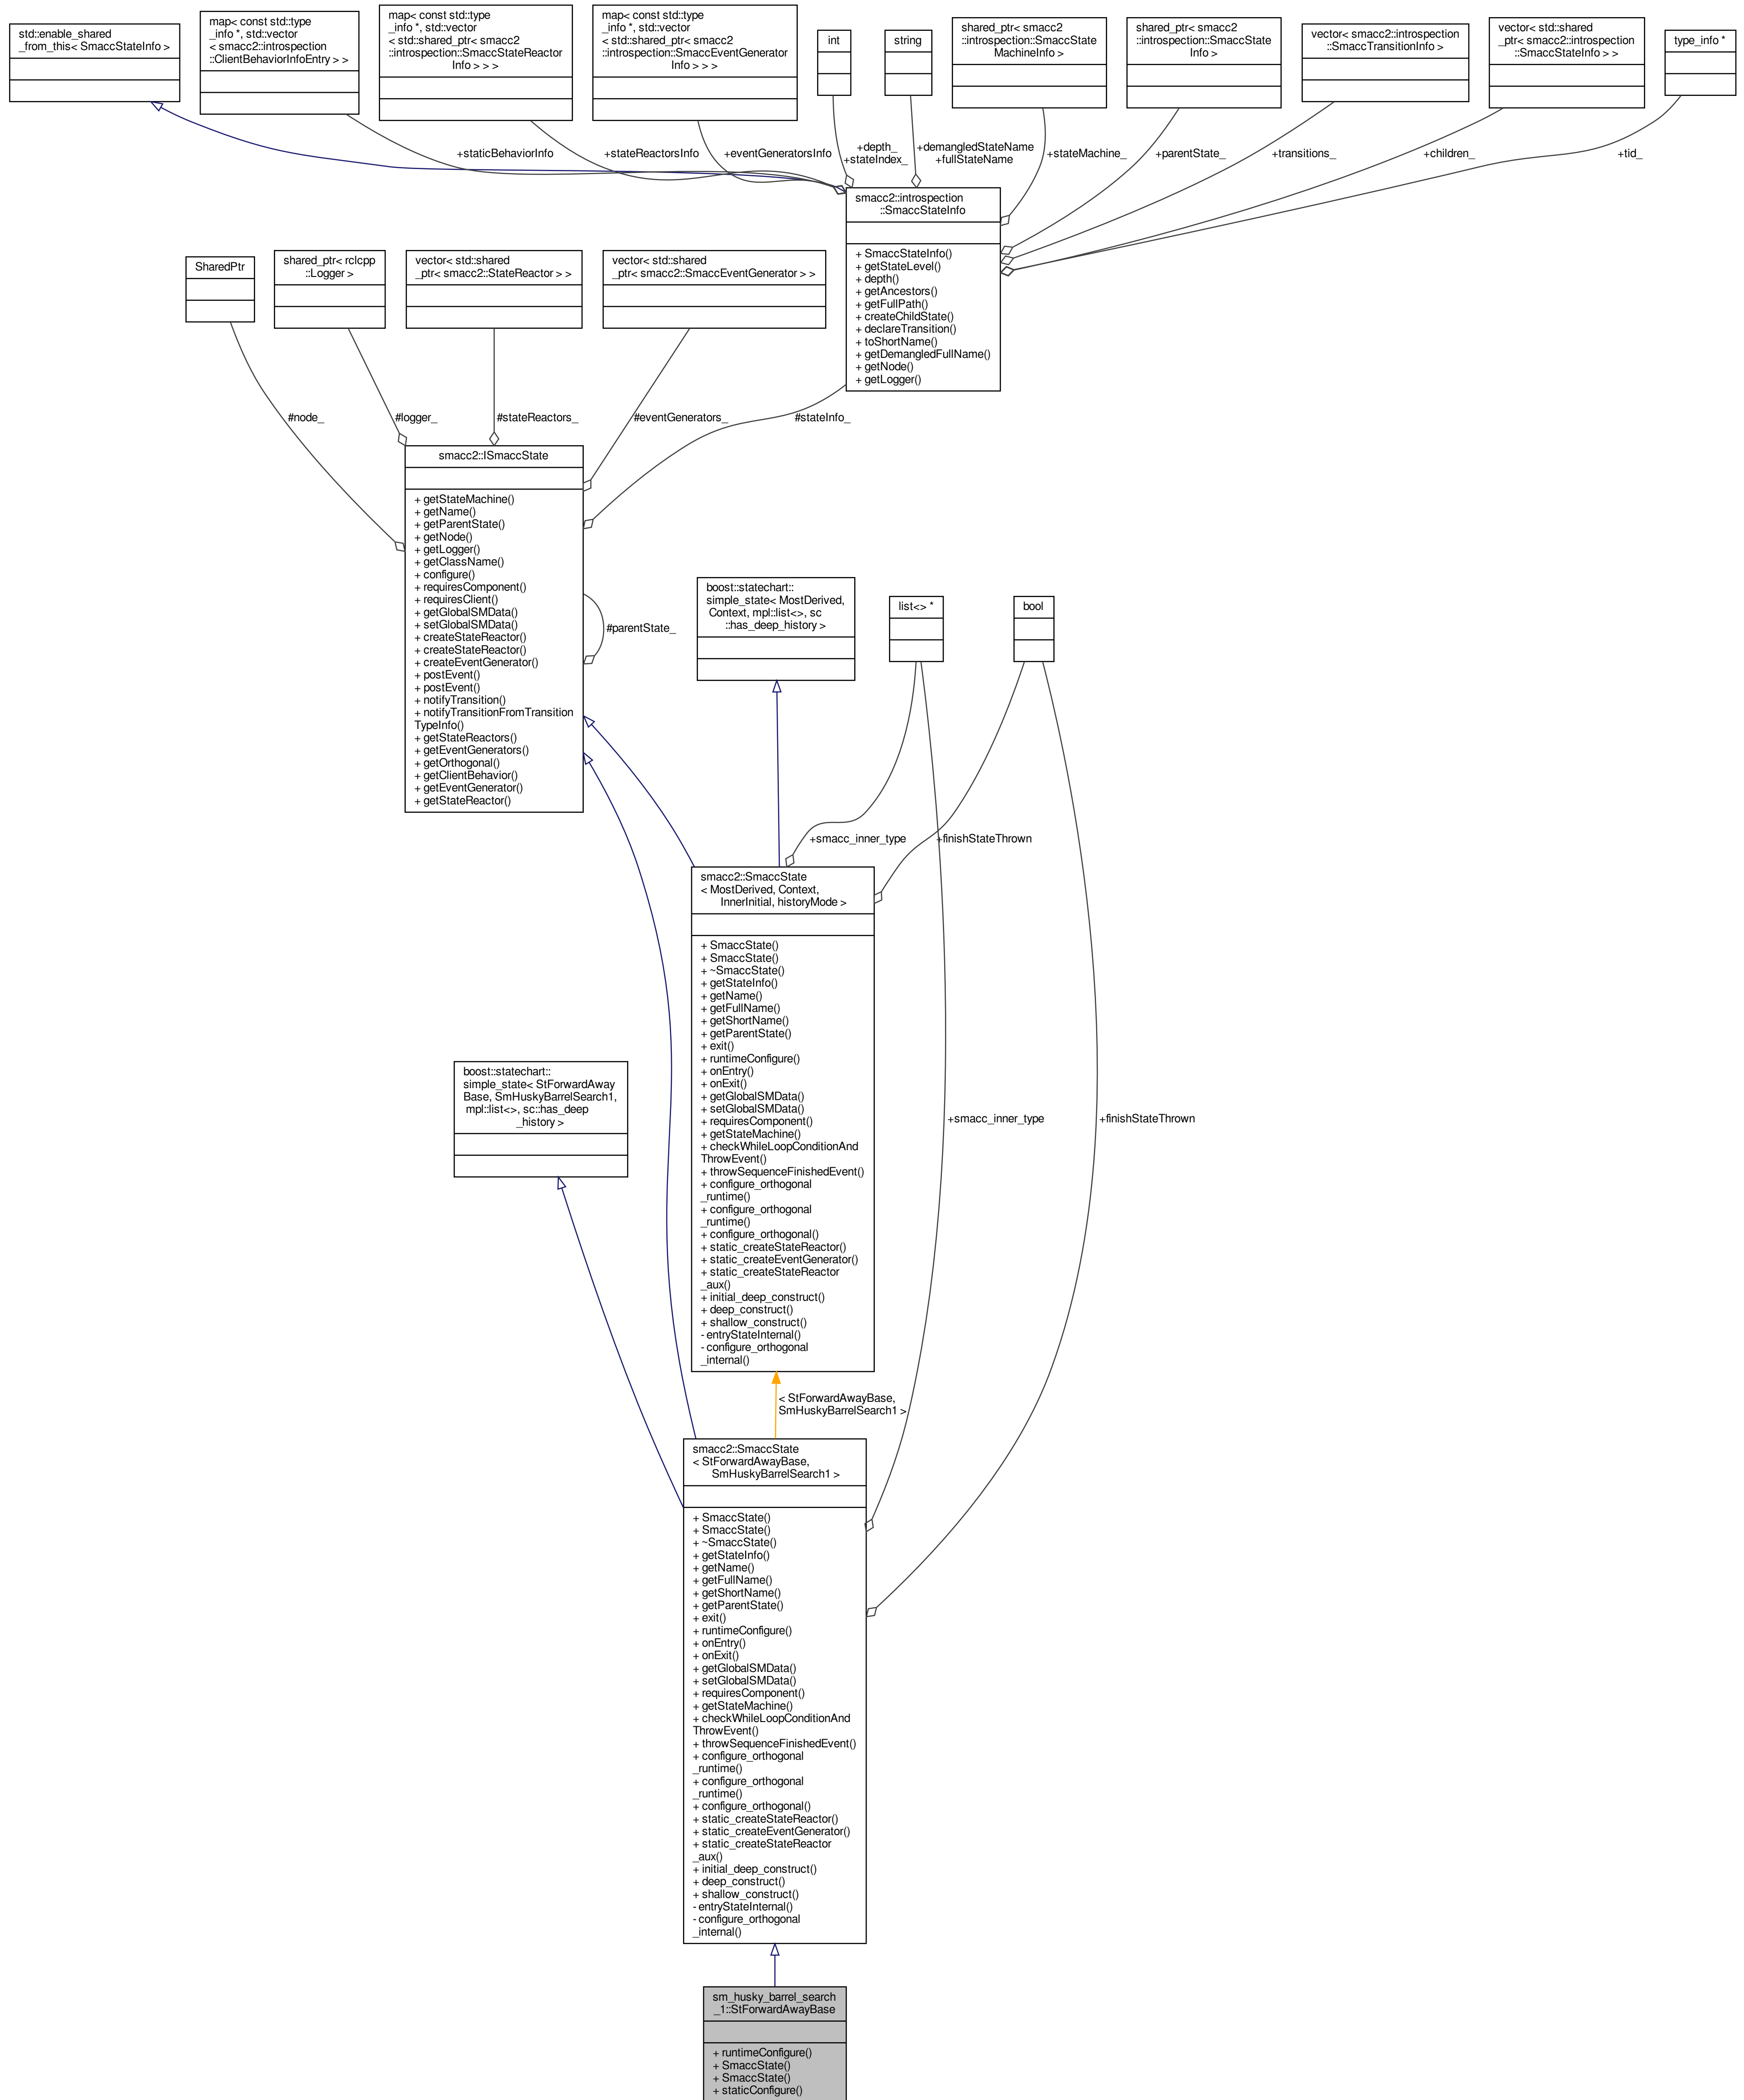 std::enable_shared
_from_this< SmaccStateInfo >
map< const std::type
_info *, std::vector
< smacc2::introspection
::ClientBehaviorInfoEntry > >
map< const std::type
_info *, std::vector
< std::shared_ptr< smacc2
::introspection::SmaccStateReactor
Info > > >
map< const std::type
_info *, std::vector
< std::shared_ptr< smacc2
::introspection::SmaccEventGenerator
Info > > >
int
string
shared_ptr< smacc2
::introspection::SmaccState
MachineInfo >
shared_ptr< smacc2
::introspection::SmaccState
Info >
vector< smacc2::introspection
::SmaccTransitionInfo >
vector< std::shared
_ptr< smacc2::introspection
::SmaccStateInfo > >
type_info *
+staticBehaviorInfo
+stateReactorsInfo
+eventGeneratorsInfo
+depth_
+stateIndex_
+demangledStateName
+fullStateName
+stateMachine_
+parentState_
+transitions_
+children_
+tid_
smacc2::introspection
::SmaccStateInfo
+ SmaccStateInfo()
+ getStateLevel()
+ depth()
+ getAncestors()
+ getFullPath()
+ createChildState()
+ declareTransition()
+ toShortName()
+ getDemangledFullName()
+ getNode()
+ getLogger()
SharedPtr
shared_ptr< rclcpp
::Logger >
vector< std::shared
_ptr< smacc2::StateReactor > >
vector< std::shared
_ptr< smacc2::SmaccEventGenerator > >
#node_
#logger_
#stateReactors_
#eventGenerators_
#stateInfo_
smacc2::ISmaccState
+ getStateMachine()
+ getName()
+ getParentState()
+ getNode()
+ getLogger()
+ getClassName()
+ configure()
+ requiresComponent()
+ requiresClient()
+ getGlobalSMData()
+ setGlobalSMData()
+ createStateReactor()
+ createStateReactor()
+ createEventGenerator()
+ postEvent()
+ postEvent()
+ notifyTransition()
+ notifyTransitionFromTransition
TypeInfo()
+ getStateReactors()
+ getEventGenerators()
+ getOrthogonal()
+ getClientBehavior()
+ getEventGenerator()
+ getStateReactor()
#parentState_
boost::statechart::
simple_state< MostDerived,
Context, mpl::list<>, sc
::has_deep_history >
list<> *
bool
+smacc_inner_type
+finishStateThrown
smacc2::SmaccState
< MostDerived, Context,
InnerInitial, historyMode >
+ SmaccState()
+ SmaccState()
+ ~SmaccState()
+ getStateInfo()
+ getName()
+ getFullName()
+ getShortName()
+ getParentState()
+ exit()
+ runtimeConfigure()
+ onEntry()
+ onExit()
+ getGlobalSMData()
+ setGlobalSMData()
+ requiresComponent()
+ getStateMachine()
+ checkWhileLoopConditionAnd
ThrowEvent()
+ throwSequenceFinishedEvent()
+ configure_orthogonal
_runtime()
+ configure_orthogonal
_runtime()
+ configure_orthogonal()
+ static_createStateReactor()
+ static_createEventGenerator()
+ static_createStateReactor
_aux()
+ initial_deep_construct()
+ deep_construct()
+ shallow_construct()
- entryStateInternal()
- configure_orthogonal
_internal()
boost::statechart::
simple_state< StForwardAway
Base, SmHuskyBarrelSearch1,
mpl::list<>, sc::has_deep
_history >
+smacc_inner_type
+finishStateThrown
< StForwardAwayBase,
SmHuskyBarrelSearch1 >
smacc2::SmaccState
< StForwardAwayBase,
SmHuskyBarrelSearch1 >
+ SmaccState()
+ SmaccState()
+ ~SmaccState()
+ getStateInfo()
+ getName()
+ getFullName()
+ getShortName()
+ getParentState()
+ exit()
+ runtimeConfigure()
+ onEntry()
+ onExit()
+ getGlobalSMData()
+ setGlobalSMData()
+ requiresComponent()
+ getStateMachine()
+ checkWhileLoopConditionAnd
ThrowEvent()
+ throwSequenceFinishedEvent()
+ configure_orthogonal
_runtime()
+ configure_orthogonal
_runtime()
+ configure_orthogonal()
+ static_createStateReactor()
+ static_createEventGenerator()
+ static_createStateReactor
_aux()
+ initial_deep_construct()
+ deep_construct()
+ shallow_construct()
- entryStateInternal()
- configure_orthogonal
_internal()
sm_husky_barrel_search
_1::StForwardAwayBase
+ runtimeConfigure()
+ SmaccState()
+ SmaccState()
+ staticConfigure()